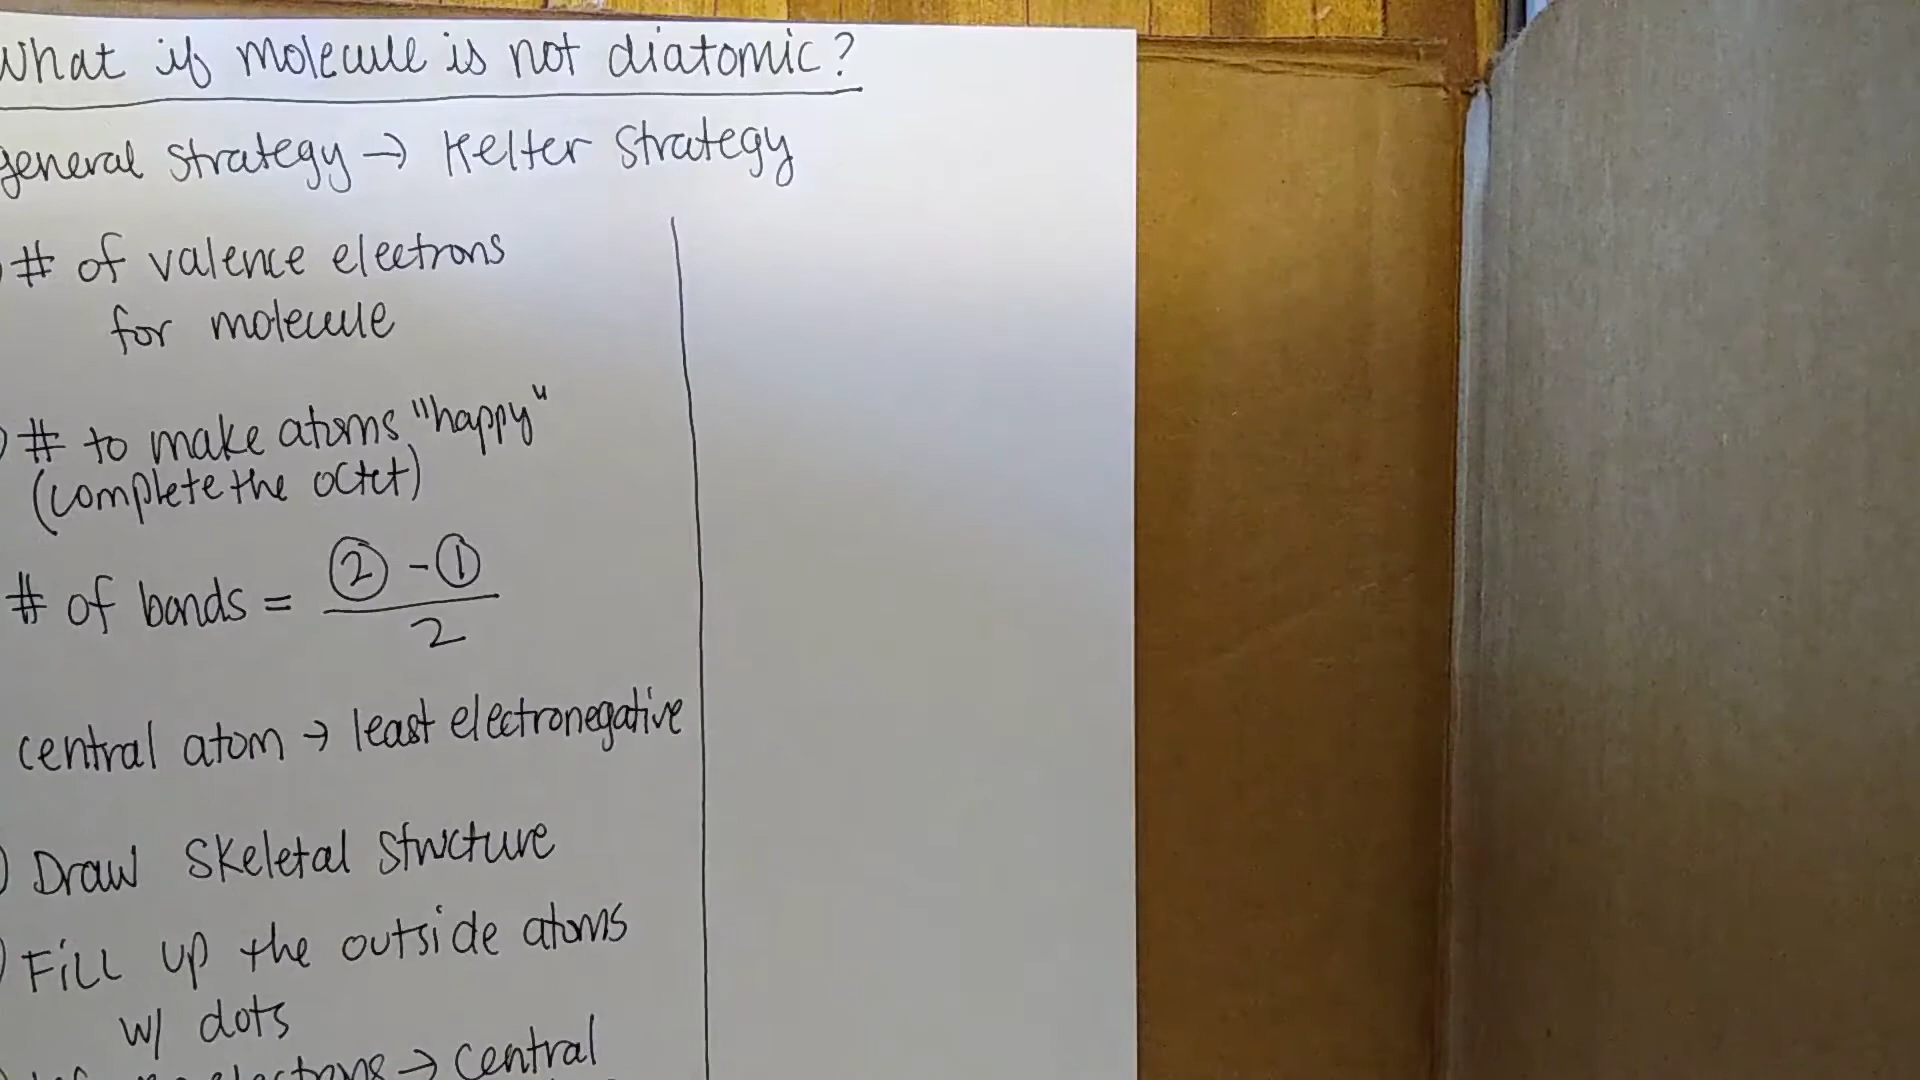 What if molecule is not diatomic?
general strategy → Kelter Strategy
# of valence electrons
for molecule
) # to make atoms "happy"
(complete the octet)
# of bonds = (2) - (1) / 2
central atom → least electronegative
) Draw Skeletal Structure
) Fill up the outside atoms
w/ dots
electrons → central